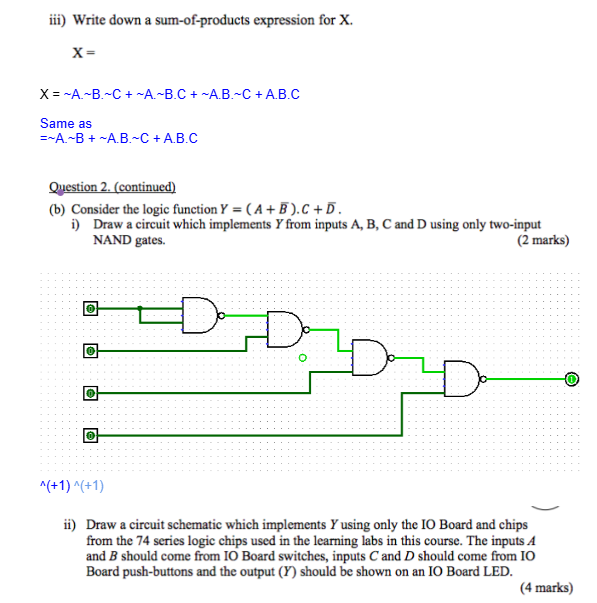 iii) Write down a sum-of-products expression for X.
X =
X = ~A.~B.~C + ~A.~B.C + ~A.B.~C + A.B.C
Same as
=~A.~B + ~A.B.~C + A.B.C
Question 2. (continued)
(b) Consider the logic function Y = ( A + B̅ ). C + D̅ .
i) Draw a circuit which implements Y from inputs A, B, C and D using only two-input
NAND gates. (2 marks)
0
0
0
0
1
^(+1) ^(+1)
ii) Draw a circuit schematic which implements Y using only the IO Board and chips
from the 74 series logic chips used in the learning labs in this course. The inputs A
and B should come from IO Board switches, inputs C and D should come from IO
Board push-buttons and the output (Y) should be shown on an IO Board LED.
(4 marks)